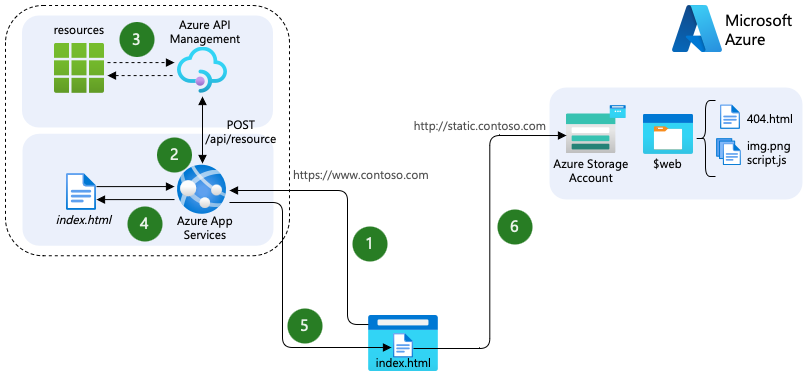 resources
3
Azure API
Management
Microsoft
Azure
POST
/api/resource
2
http://static.contoso.com
404.html
img.png
script.js
Azure Storage
Account
$web
https://www.contoso.com
index.html
4
Azure App
Services
1
6
5
index.html